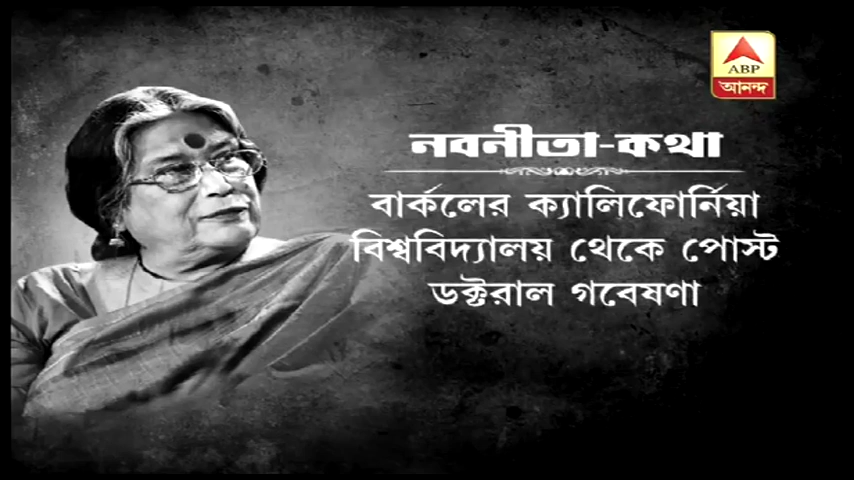 ABP
আনন্দ
নবনীতা-কথা
বার্কলের ক্যালিফোর্নিয়া
বিশ্ববিদ্যালয় থেকে পোস্ট
ডক্টরাল গবেষণা